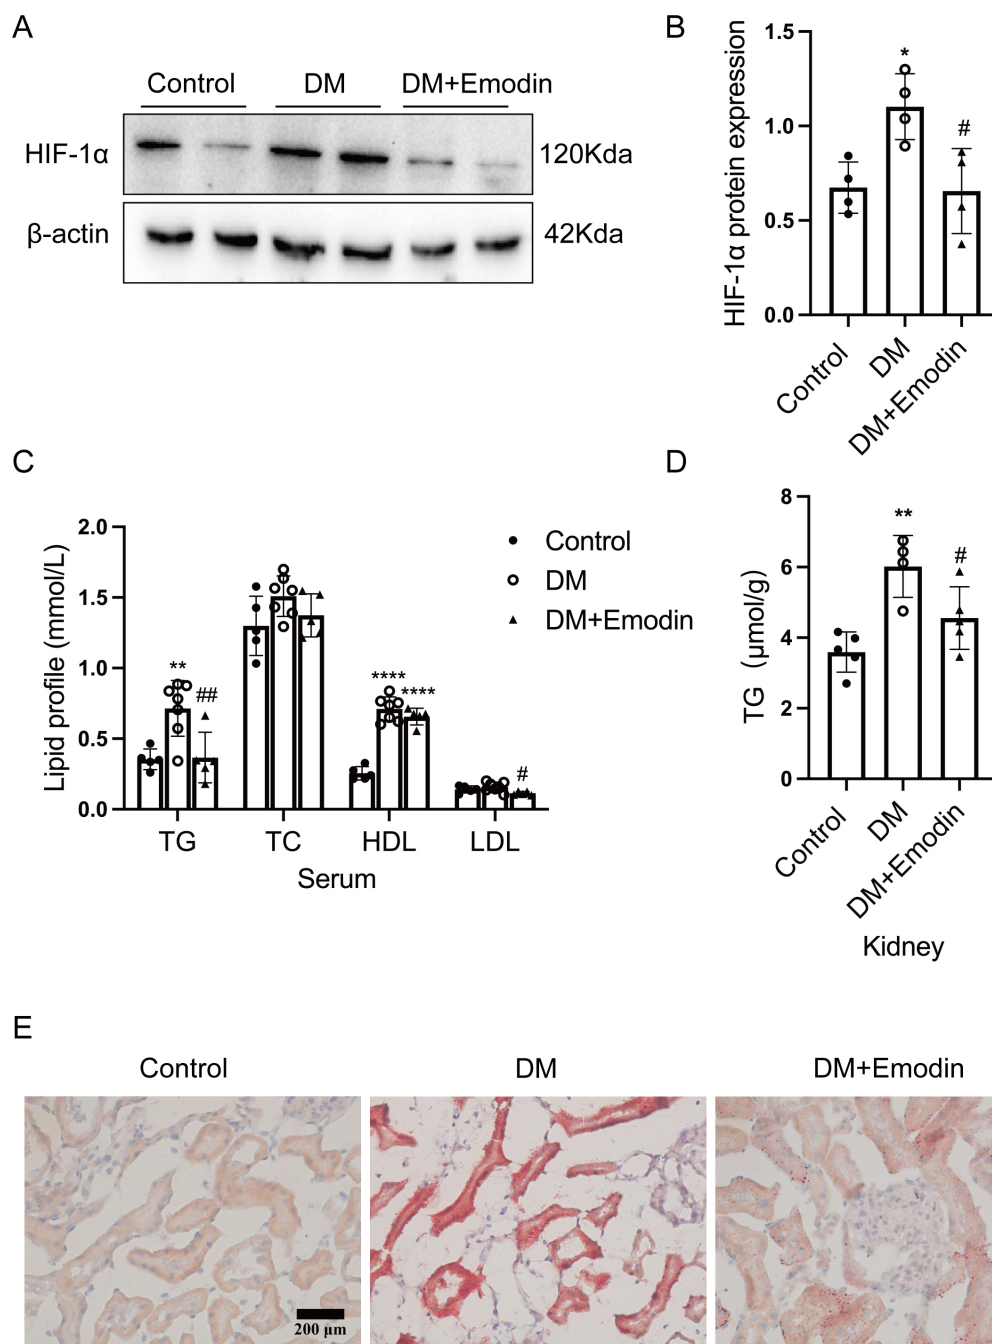 A
Control DM DM+Emodin
HIF-1α 120Kda
β-actin 42Kda
B
HIF-1α protein expression
1.5
1.0
0.5
0.0
*
#
Control
DM
DM+Emodin
C
Lipid profile (mmol/L)
2.0
1.5
1.0
0.5
0.0
**
##
****
****
#
TG TC HDL LDL
Serum
Control
DM
DM+Emodin
D
TG (μmol/g)
8
6
4
2
0
**
#
Control
DM
DM+Emodin
Kidney
E
Control DM DM+Emodin
200 μm